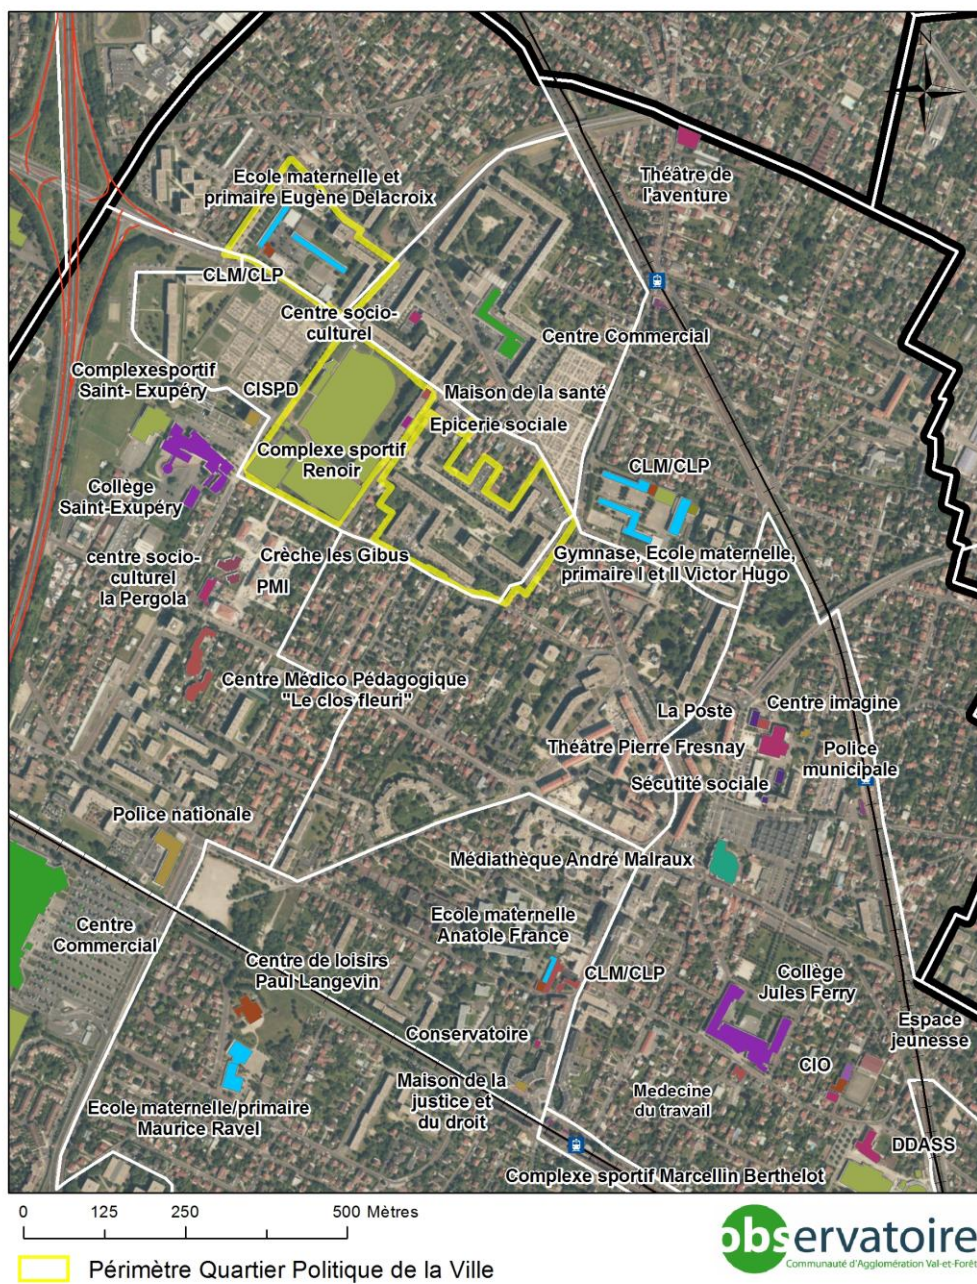 N
Théâtre de
l'aventure
Ecole maternelle et
primaire Eugène Delacroix
CLM/CLP
Centre socio-
culturel
Centre Commercial
Complexesportif
Saint- Exupéry
CISPD
Maison de la santé
Epicerie sociale
Complexe sportif
Renoir
CLM/CLP
Collège
Saint-Exupéry
Gymnase, Ecole maternelle,
primaire I et II Victor Hugo
centre socio-
culturel
la Pergola
Crèche les Gibus
PMI
Centre Médico Pédagogique
"Le clos fleuri"
La Poste
Centre imagine
Théâtre Pierre Fresnay
Police
municipale
Sécutité sociale
Police nationale
Médiathèque André Malraux
Centre
Commercial
Ecole maternelle
Anatole France
Centre de loisirs
Paul Langevin
CLM/CLP
Collège
Jules Ferry
Conservatoire
Espace
jeunesse
CIO
Maison de la
justice et
du droit
Medecine
du travail
Ecole maternelle/primaire
Maurice Ravel
DDASS
Complexe sportif Marcellin Berthelot
0 125 250 500 Mètres
Périmètre Quartier Politique de la Ville
observatoire
Communauté d'Agglomération Val-et-Forêt